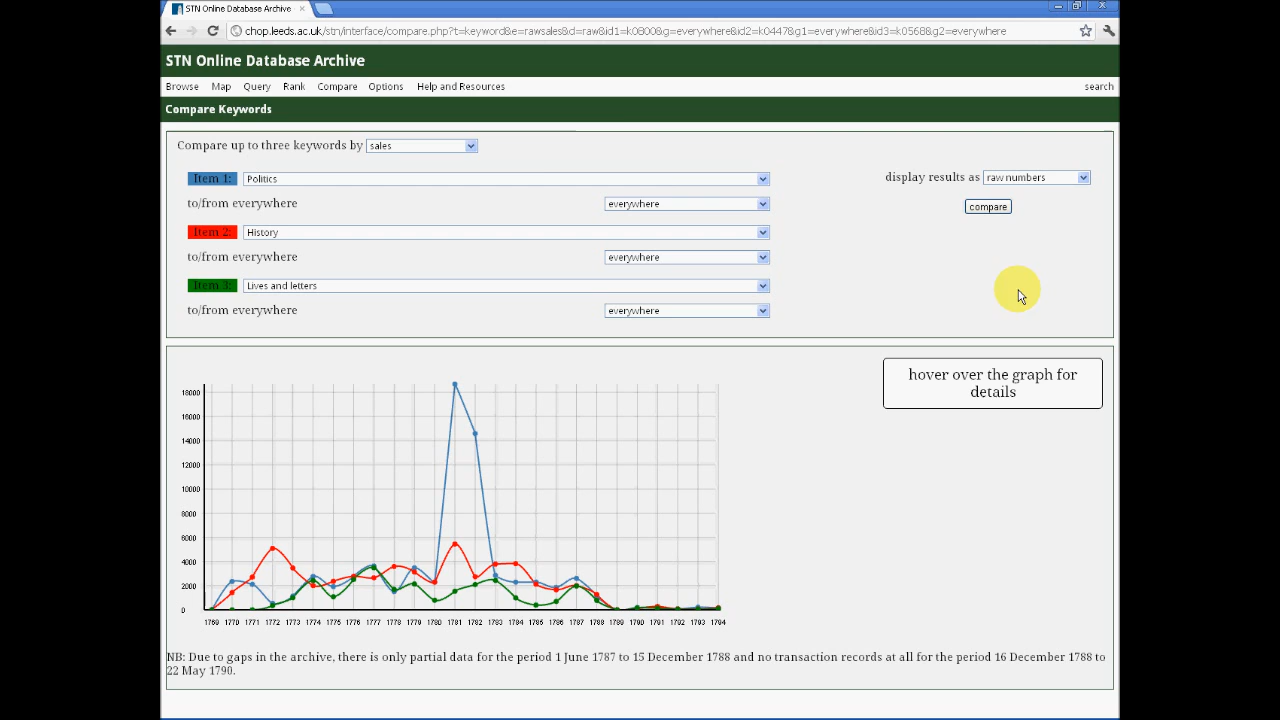 STN Online Database Archive
chop.leeds.ac.uk/stn/interface/compare.php?t=keyword&e=rawsales&d=raw&id1=k0800&g=everywhere&id2=k0447&g1=everywhere&id3=k0568&g2=everywhere
STN Online Database Archive
Browse Map Query Rank Compare Options Help and Resources search
Compare Keywords
Compare up to three keywords by sales
Item 1: Politics display results as raw numbers
to/from everywhere everywhere compare
Item 2: History
to/from everywhere everywhere
Item 3: Lives and letters
to/from everywhere everywhere
hover over the graph for
details
18000
16000
14000
12000
10000
8000
6000
4000
2000
0
1769 1770 1771 1772 1773 1774 1775 1776 1777 1778 1779 1780 1781 1782 1783 1784 1785 1786 1787 1788 1789 1790 1791 1792 1793 1794
NB: Due to gaps in the archive, there is only partial data for the period 1 June 1787 to 15 December 1788 and no transaction records at all for the period 16 December 1788 to
22 May 1790.